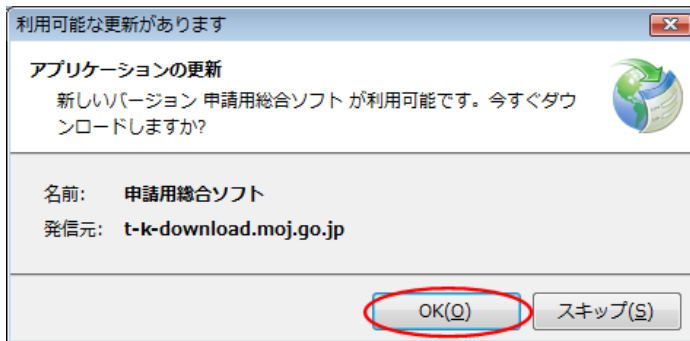 利用可能な更新があります
アプリケーションの更新
新しいバージョン 申請用総合ソフト が利用可能です。今すぐダウ
ンロードしますか?
名前: 申請用総合ソフト
発信元: t-k-download.moj.go.jp
OK(O) スキップ(S)